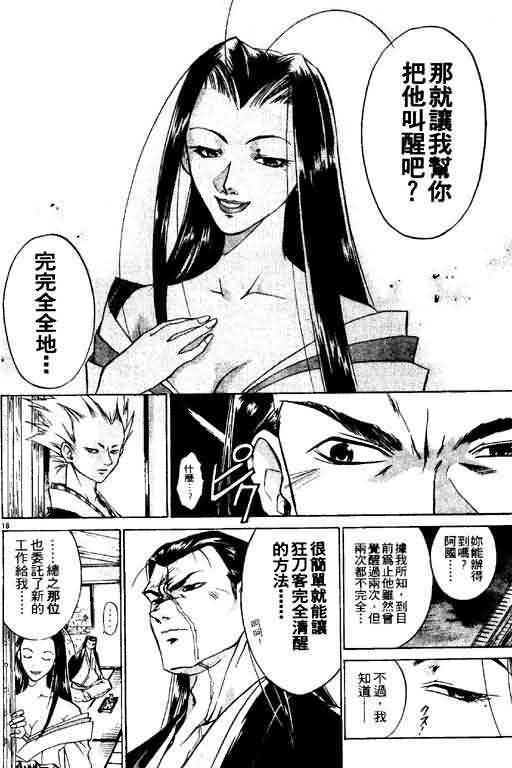 那就讓我幫你
把他叫醒吧?
完完全全地…
ピク
什麼…?
妳能辦得
到嗎?
阿國……
據我所知，到目
前為止他雖然曾
覺醒過兩次，但
兩次都不完全…
不過，我
知道──
クス…
很簡單就能讓
狂刀客完全清醒
的方法……
呵呵!
……總之那位
也委託了新的
工作給我……
18